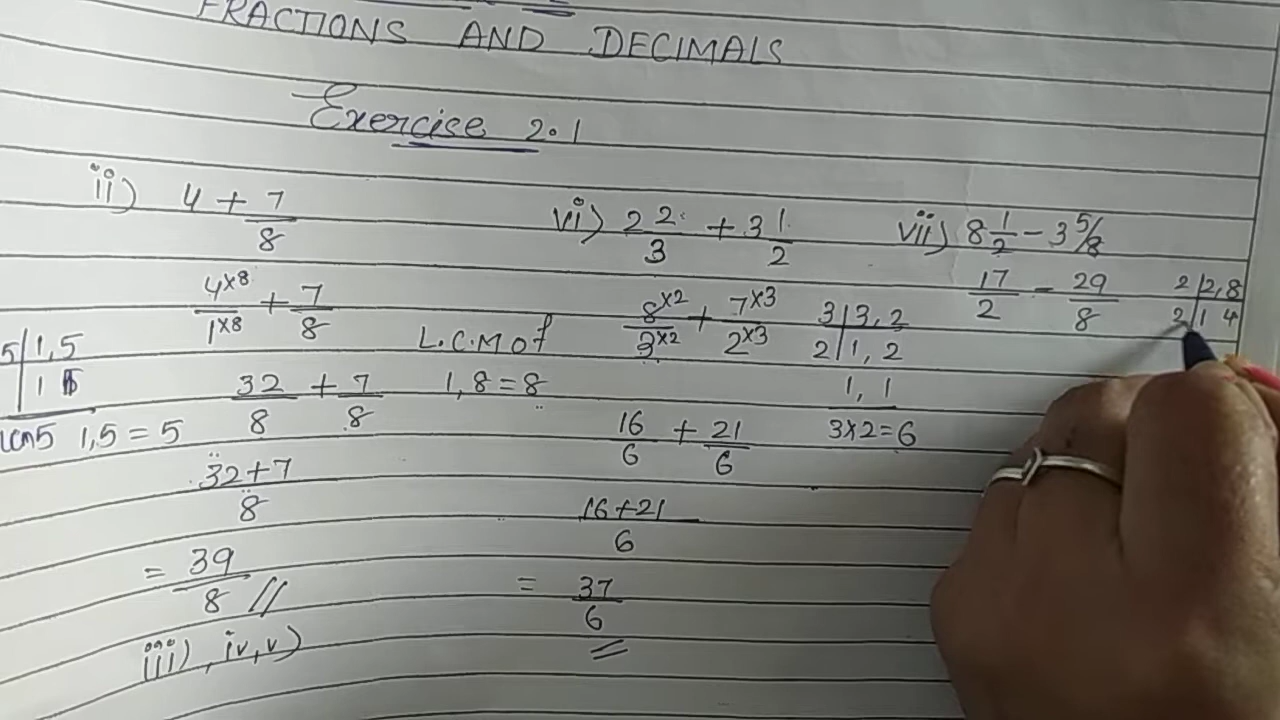 FRACTIONS AND DECIMALS
Exercise 2.1
ii) 4 + 7/8
4×8/1×8 + 7/8
5 | 1, 5
1 5
L.C.M of
32/8 + 7/8
1, 8 = 8
1,5 = 5
32+7/8
= 39/8 //
iii), iv, v)
vi) 2 2/3 + 3 1/2
8×2/3×2 + 7×3/2×3
3 | 3, 2
2 | 1, 2
1, 1
3×2=6
16/6 + 21/6
16+21/6
= 37/6
vii) 8 1/2 - 3 5/8
17/2 - 29/8
2 | 2, 8
2 | 1 4